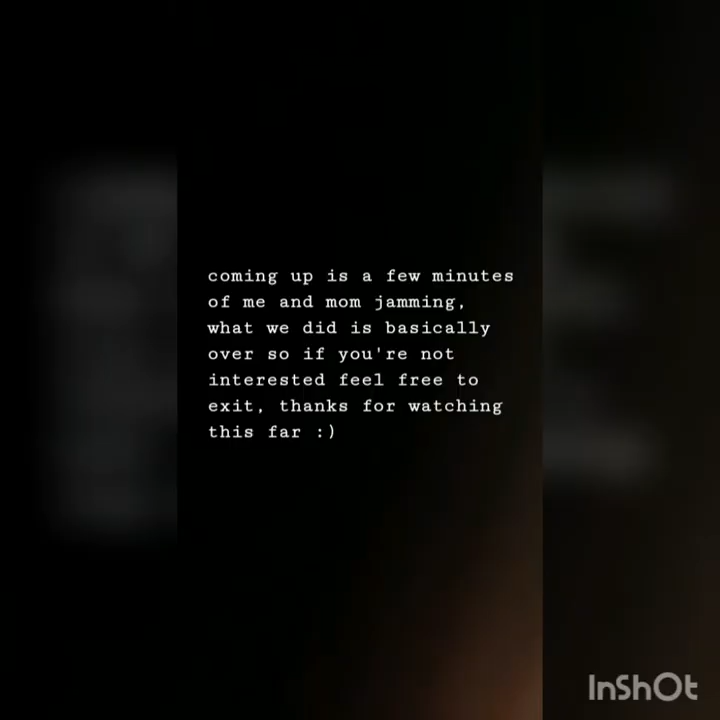 coming up is a few minutes
of me and mom jamming,
what we did is basically
over so if you're not
interested feel free to
exit, thanks for watching
this far :)
InShOt